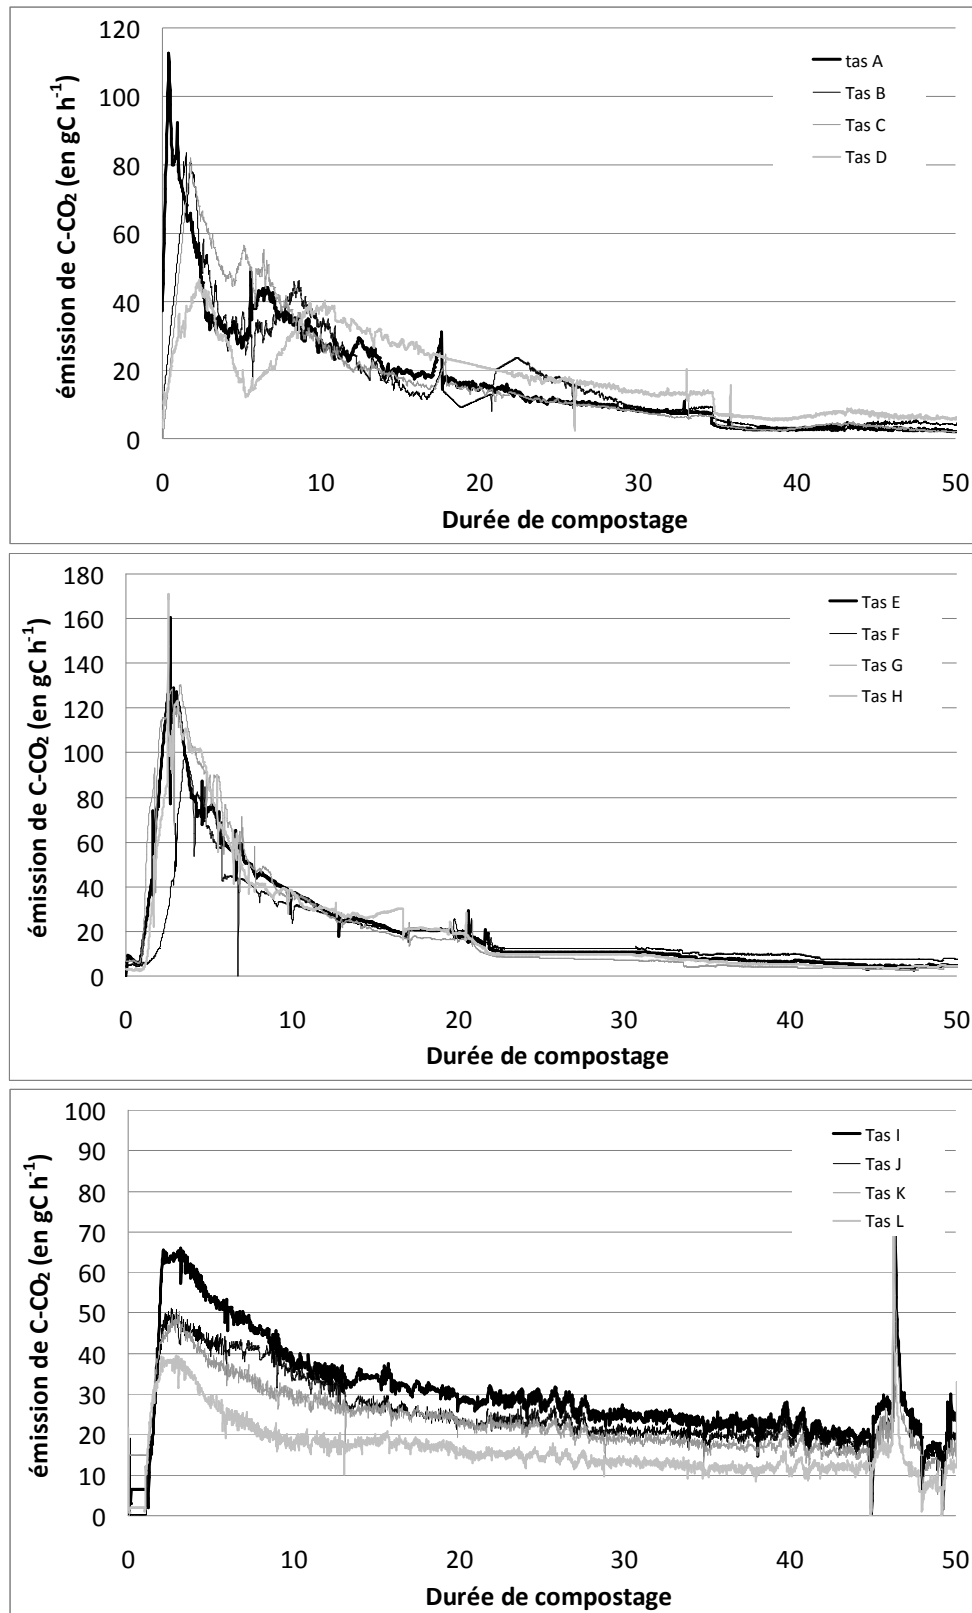 émission de C-CO₂ (en gC h⁻¹)
120
100
80
60
40
20
0
tas A
Tas B
Tas C
Tas D
0 10 20 30 40 50
Durée de compostage
émission de C-CO₂ (en gC h⁻¹)
180
160
140
120
100
80
60
40
20
0
Tas E
Tas F
Tas G
Tas H
0 10 20 30 40 50
Durée de compostage
émission de C-CO₂ (en gC h⁻¹)
100
90
80
70
60
50
40
30
20
10
0
Tas I
Tas J
Tas K
Tas L
0 10 20 30 40 50
Durée de compostage